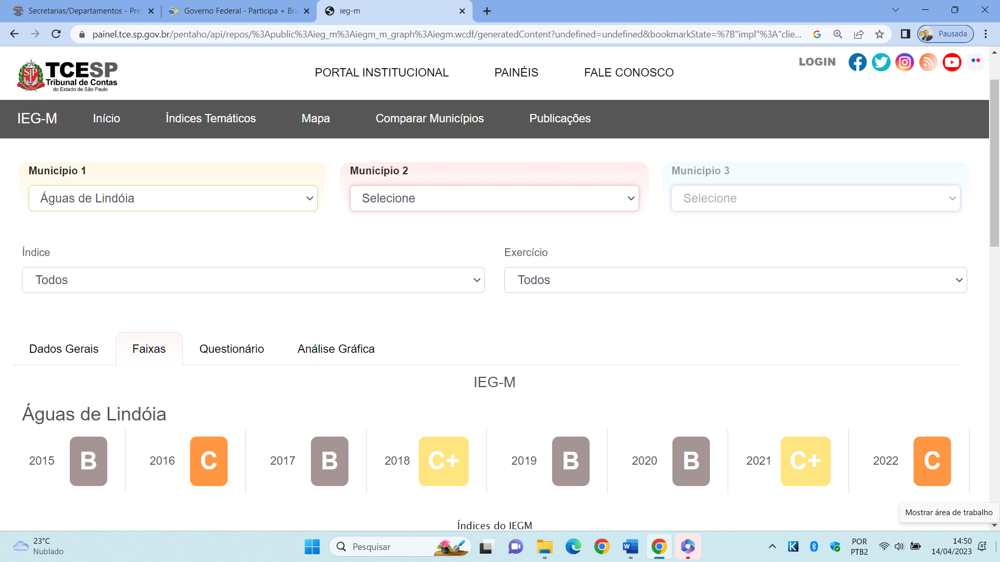 Secretarias/Departamentos - Pref
Governo Federal - Participa + Bra
ieg-m
painel.tce.sp.gov.br/pentaho/api/repos/%3Apublic%3Aieg_m%3Aiegm_m_graph%3Aiegm.wcdf/generatedContent?undefined=undefined&bookmarkState=%7B"impl"%3A"clie...
Pausada
TCESP
Tribunal de Contas
do Estado de São Paulo
PORTAL INSTITUCIONAL
PAINÉIS
FALE CONOSCO
LOGIN
IEG-M
Início
Índices Temáticos
Mapa
Comparar Municípios
Publicações
Município 1
Município 2
Município 3
Águas de Lindóia
Selecione
Selecione
Índice
Exercício
Todos
Todos
Dados Gerais
Faixas
Questionário
Análise Gráfica
IEG-M
Águas de Lindóia
2015 B
2016 C
2017 B
2018 C+
2019 B
2020 B
2021 C+
2022 C
Mostrar área de trabalho
Índices do IEGM
23°C
Nublado
Pesquisar
POR
PTB2
14:50
14/04/2023